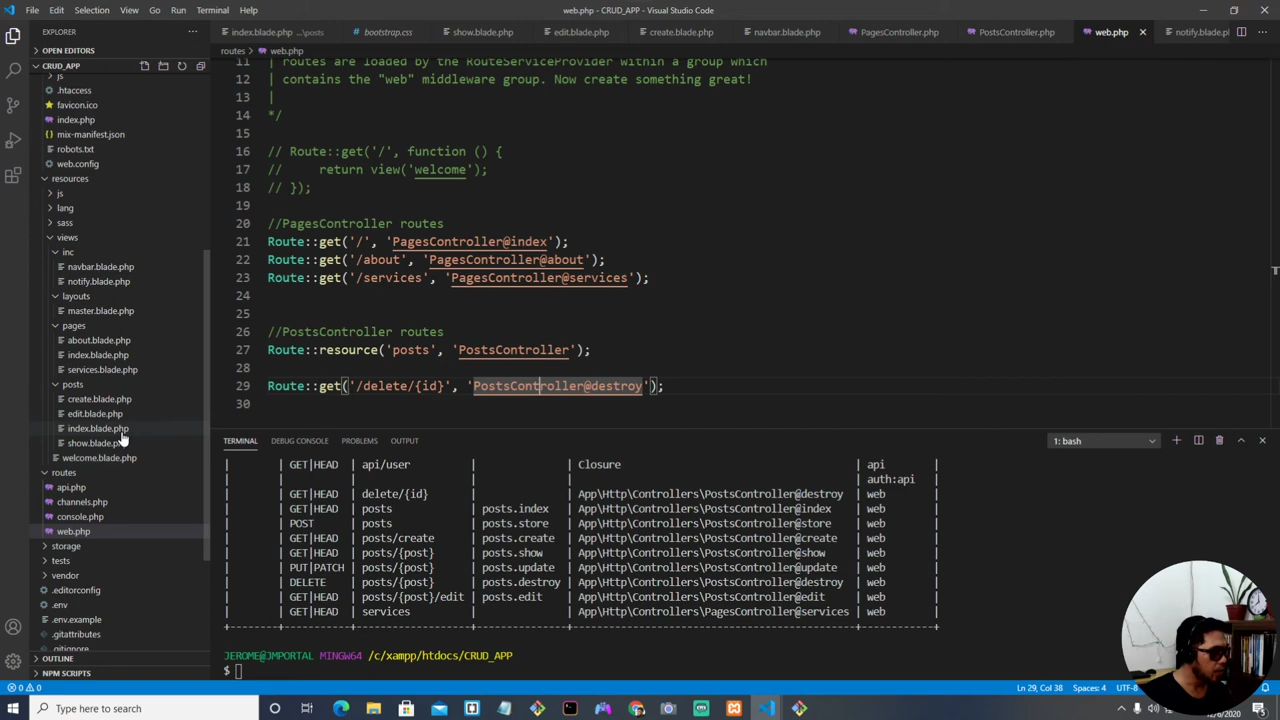 File Edit Selection View Go Run Terminal Help
web.php - CRUD_APP - Visual Studio Code
EXPLORER
index.blade.php ...\posts
bootstrap.css
show.blade.php
edit.blade.php
create.blade.php
navbar.blade.php
PagesController.php
PostsController.php
web.php
notify.blade.p
OPEN EDITORS
routes > web.php
CRUD_APP
js
.htaccess
favicon.ico
index.php
mix-manifest.json
robots.txt
web.config
resources
js
lang
sass
views
inc
navbar.blade.php
notify.blade.php
layouts
master.blade.php
pages
about.blade.php
index.blade.php
services.blade.php
posts
create.blade.php
edit.blade.php
index.blade.php
show.blade.p
welcome.blade.php
routes
api.php
channels.php
console.php
web.php
storage
tests
vendor
.editorconfig
.env
.env.example
.gitattributes
.gitignore
OUTLINE
NPM SCRIPTS
11 | routes are loaded by the RouteServiceProvider within a group which
12 | contains the "web" middleware group. Now create something great!
13 |
14 */
15
16 // Route::get('/', function () {
17 //     return view('welcome');
18 // });
19
20 //PagesController routes
21 Route::get('/', 'PagesController@index');
22 Route::get('/about', 'PagesController@about');
23 Route::get('/services', 'PagesController@services');
24
25
26 //PostsController routes
27 Route::resource('posts', 'PostsController');
28
29 Route::get('/delete/{id}', 'PostsController@destroy');
30
TERMINAL DEBUG CONSOLE PROBLEMS OUTPUT
1: bash
| | GET|HEAD | api/user | | Closure | api |
| | | | | | auth:api |
| | GET|HEAD | delete/{id} | | App\Http\Controllers\PostsController@destroy | web |
| | GET|HEAD | posts | posts.index | App\Http\Controllers\PostsController@index | web |
| | POST | posts | posts.store | App\Http\Controllers\PostsController@store | web |
| | GET|HEAD | posts/create | posts.create | App\Http\Controllers\PostsController@create | web |
| | GET|HEAD | posts/{post} | posts.show | App\Http\Controllers\PostsController@show | web |
| | PUT|PATCH | posts/{post} | posts.update | App\Http\Controllers\PostsController@update | web |
| | DELETE | posts/{post} | posts.destroy | App\Http\Controllers\PostsController@destroy | web |
| | GET|HEAD | posts/{post}/edit | posts.edit | App\Http\Controllers\PostsController@edit | web |
| | GET|HEAD | services | | App\Http\Controllers\PagesController@services | web |
JEROME@JMPORTAL MINGW64 /c/xampp/htdocs/CRUD_APP
$
0 0
Ln 29, Col 38 Spaces: 4 UTF-8
Type here to search